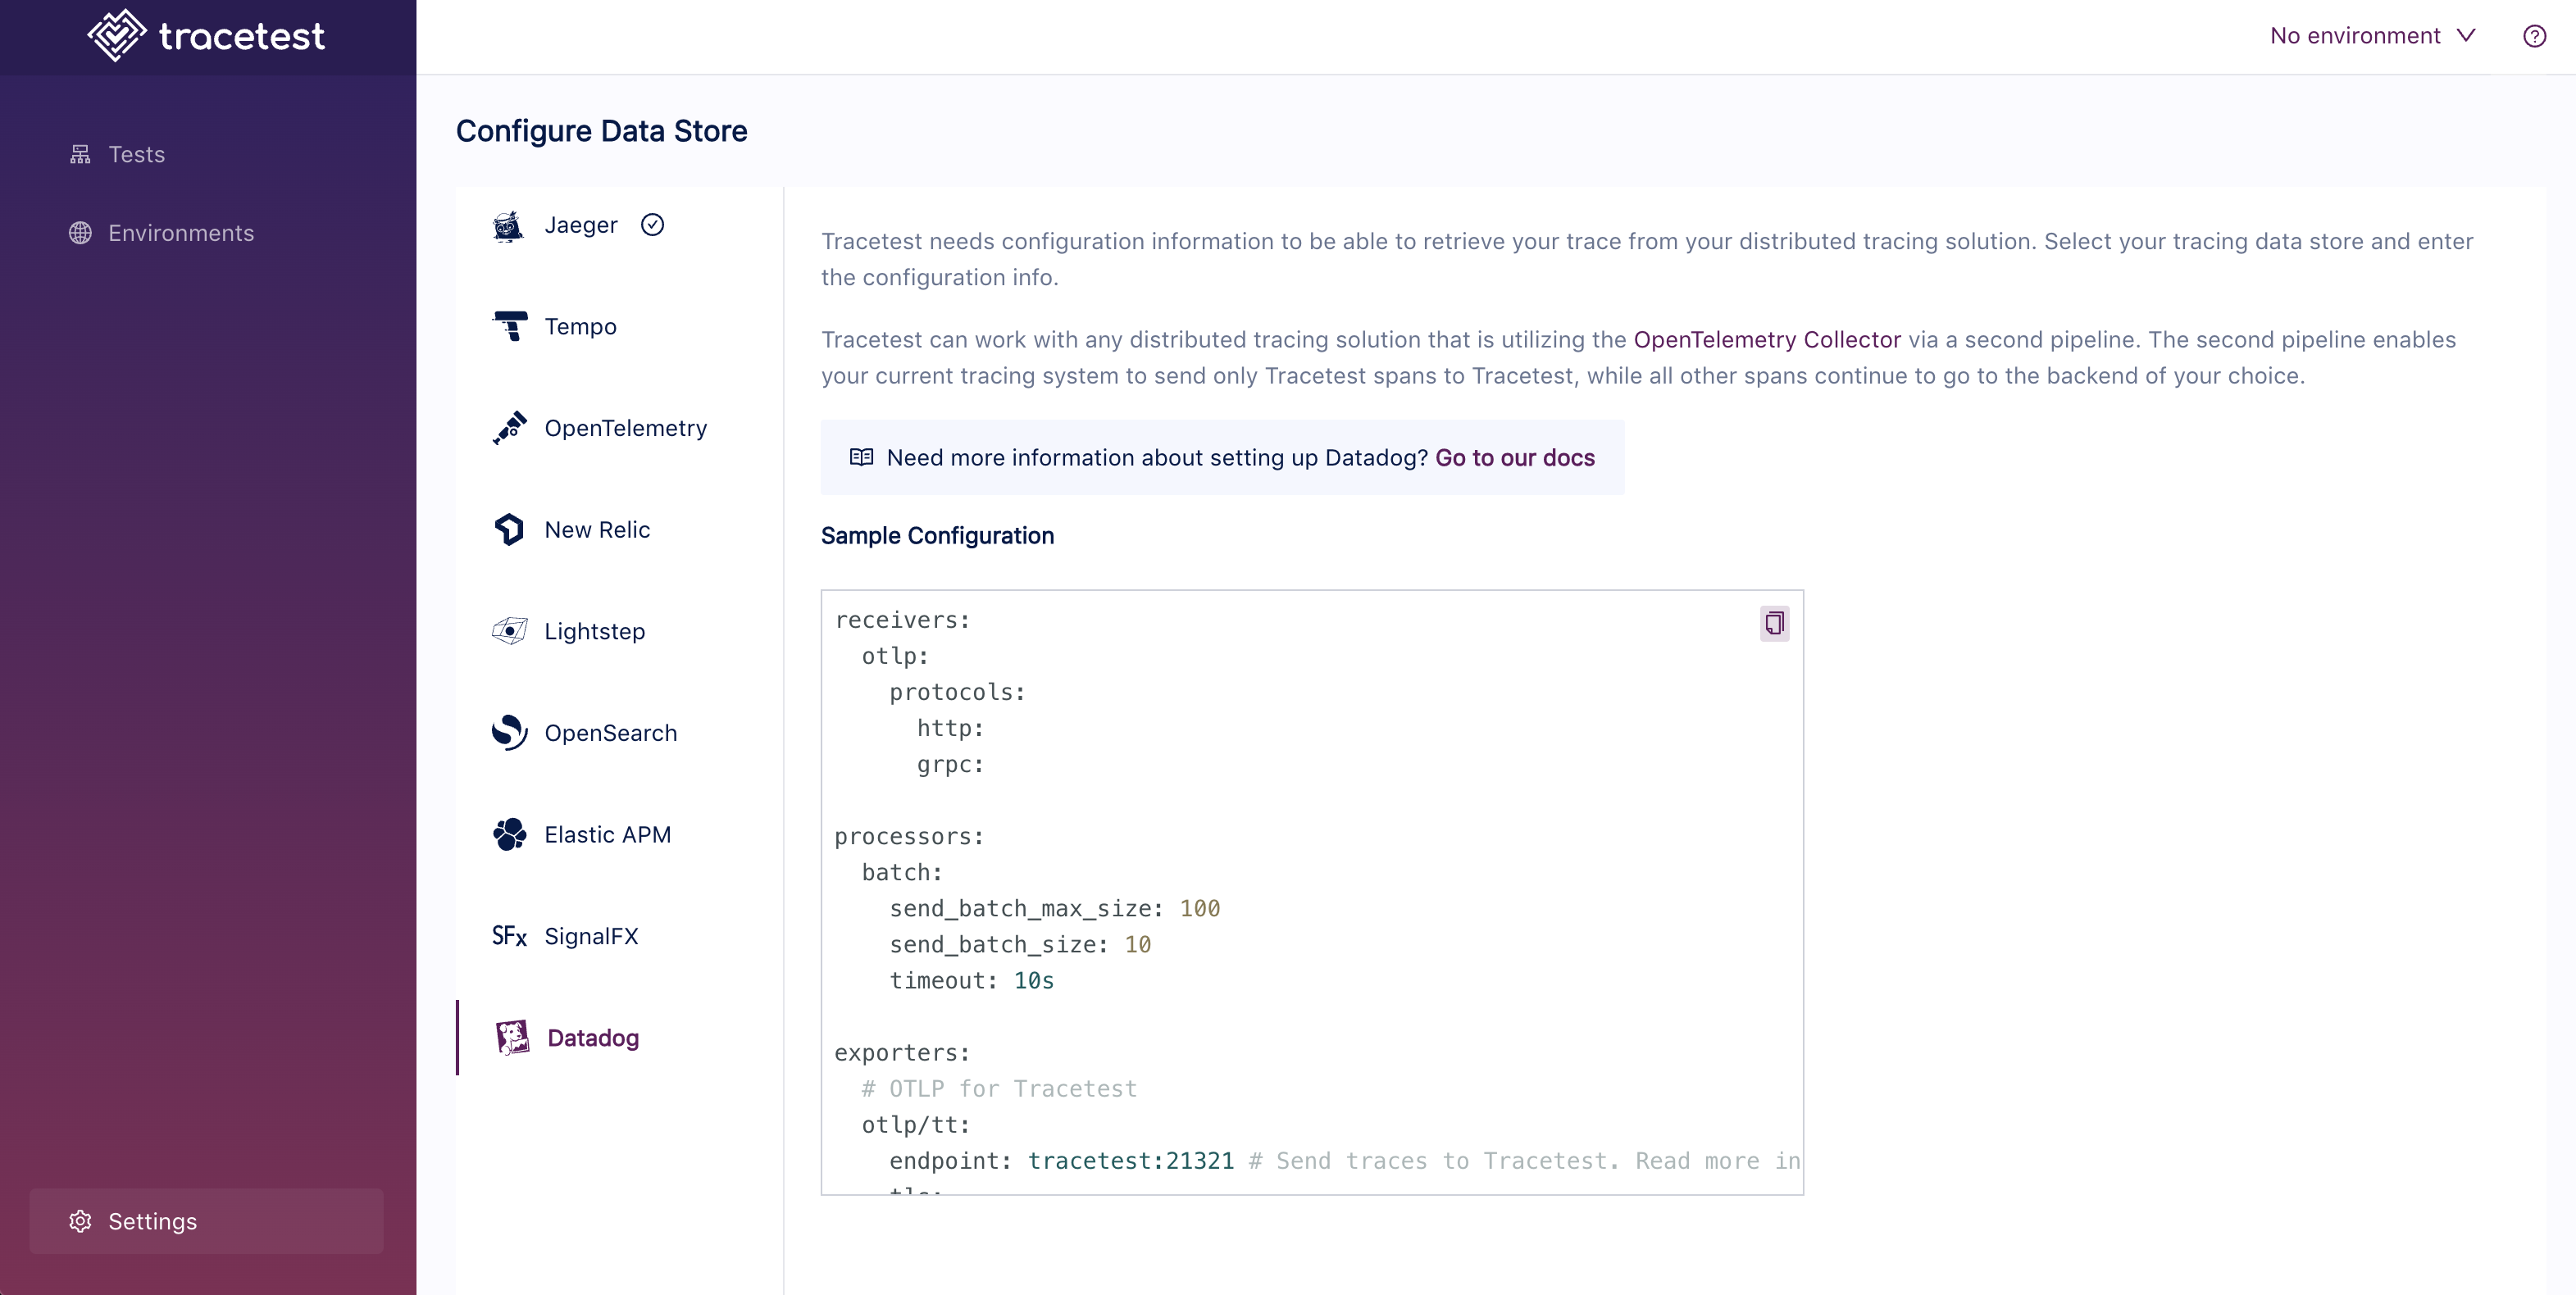 tracetest
No environment
Tests
Environments
Settings
Configure Data Store
Jaeger
Tempo
OpenTelemetry
New Relic
Lightstep
OpenSearch
Elastic APM
SFx SignalFX
Datadog
Tracetest needs configuration information to be able to retrieve your trace from your distributed tracing solution. Select your tracing data store and enter
the configuration info.
Tracetest can work with any distributed tracing solution that is utilizing the OpenTelemetry Collector via a second pipeline. The second pipeline enables
your current tracing system to send only Tracetest spans to Tracetest, while all other spans continue to go to the backend of your choice.
Need more information about setting up Datadog? Go to our docs
Sample Configuration
receivers:
  otlp:
    protocols:
      http:
      grpc:
processors:
  batch:
    send_batch_max_size: 100
    send_batch_size: 10
    timeout: 10s
exporters:
  # OTLP for Tracetest
  otlp/tt:
    endpoint: tracetest:21321 # Send traces to Tracetest. Read more in